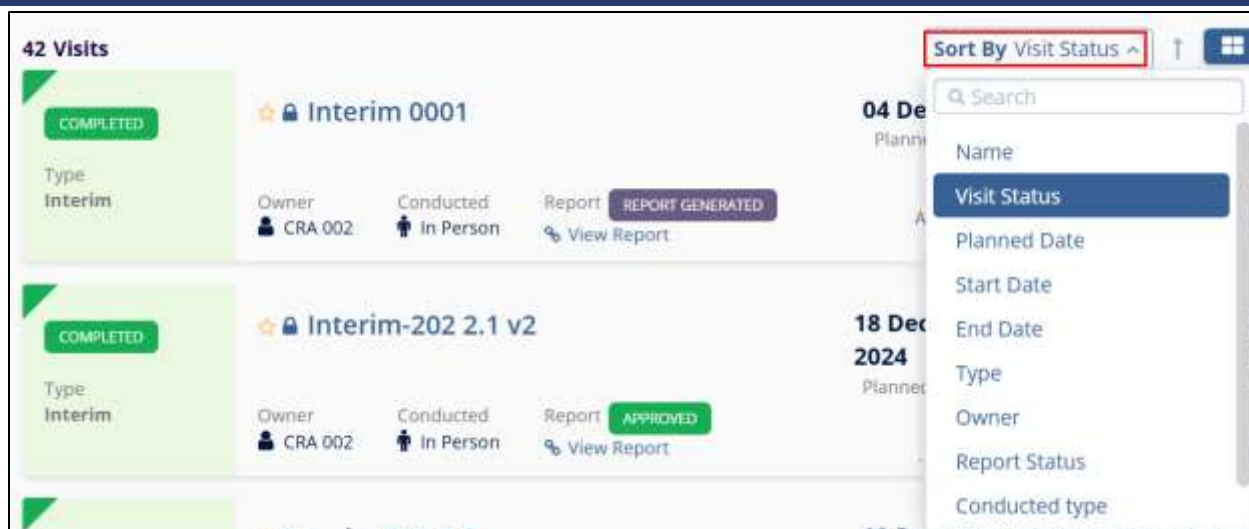 42 Visits
Sort By Visit Status
COMPLETED
Type
Interim
Interim 0001
Owner
CRA 002
Conducted
In Person
Report REPORT GENERATED
View Report
04 De
Plann
A
COMPLETED
Type
Interim
Interim-202 2.1 v2
Owner
CRA 002
Conducted
In Person
Report APPROVED
View Report
18 Dec
2024
Planned
Search
Name
Visit Status
Planned Date
Start Date
End Date
Type
Owner
Report Status
Conducted type